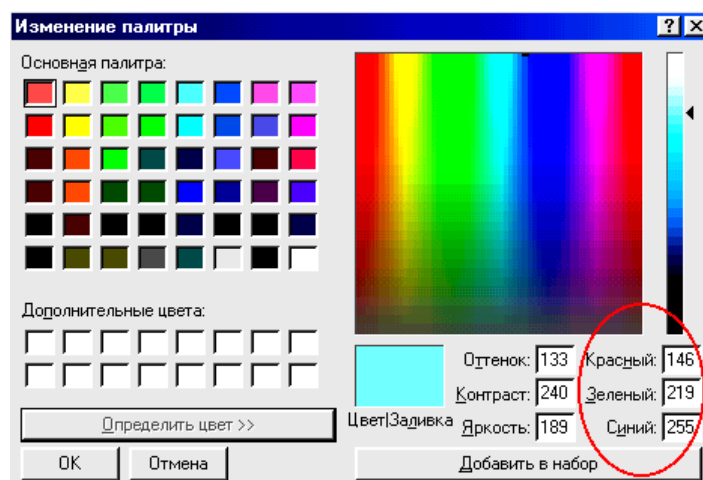 Изменение палитры
Основная палитра:
Дополнительные цвета:
Определить цвет >>
OK
Отмена
Цвет|Заливка
Оттенок: 133
Контраст: 240
Яркость: 189
Красный: 146
Зеленый: 219
Синий: 255
Добавить в набор